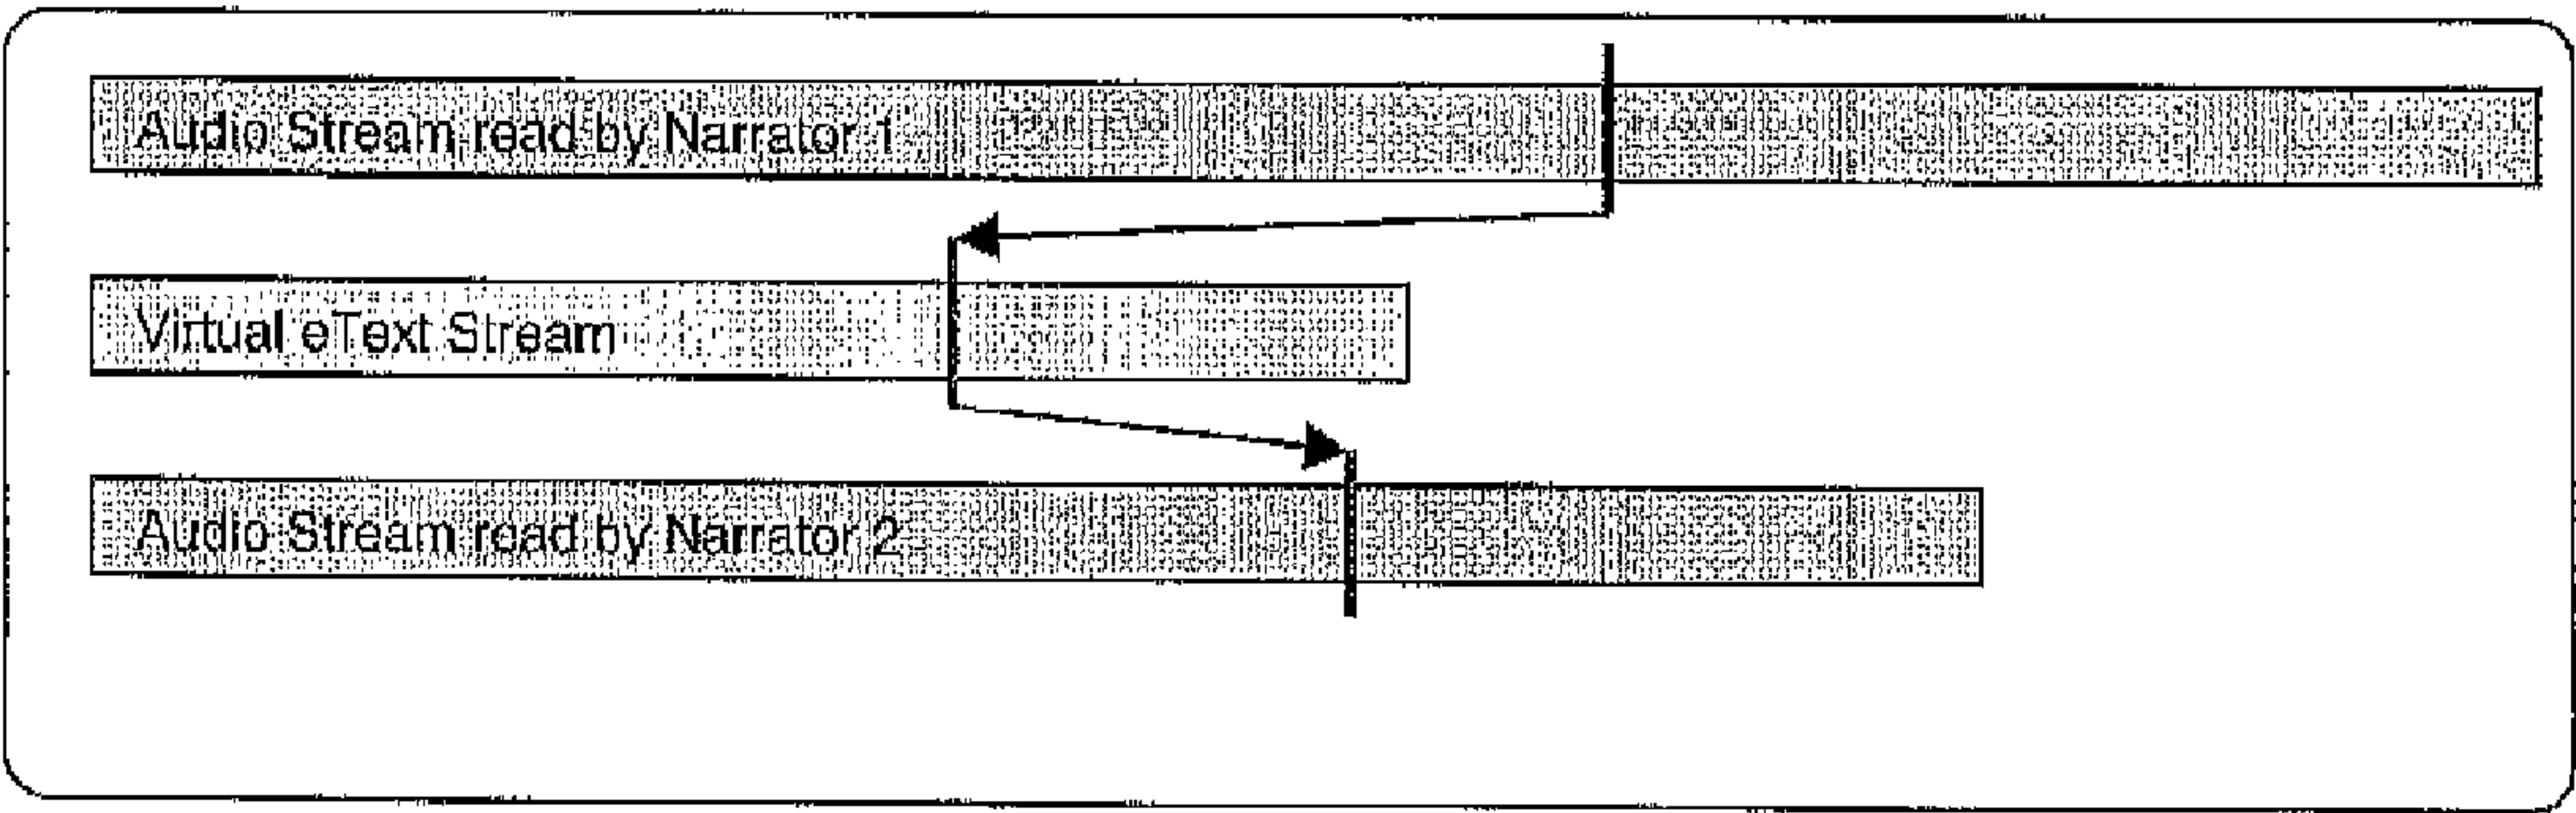 Audio Stream read by Narrator 1
Virtual eText Stream
Audio Stream read by Narrator 2